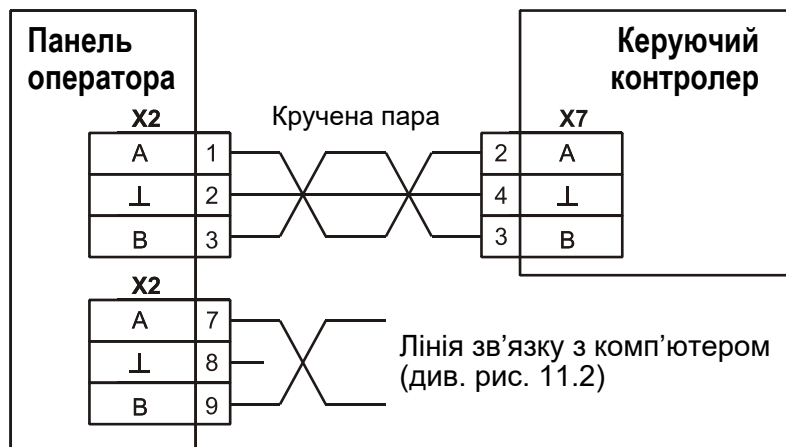 Панель
оператора
Керуючий
контролер
Кручена пара
X2
A 1
⊥ 2
B 3
X7
2 A
4 ⊥
3 B
X2
A 7
⊥ 8
B 9
Лінія зв’язку з комп’ютером
(див. рис. 11.2)